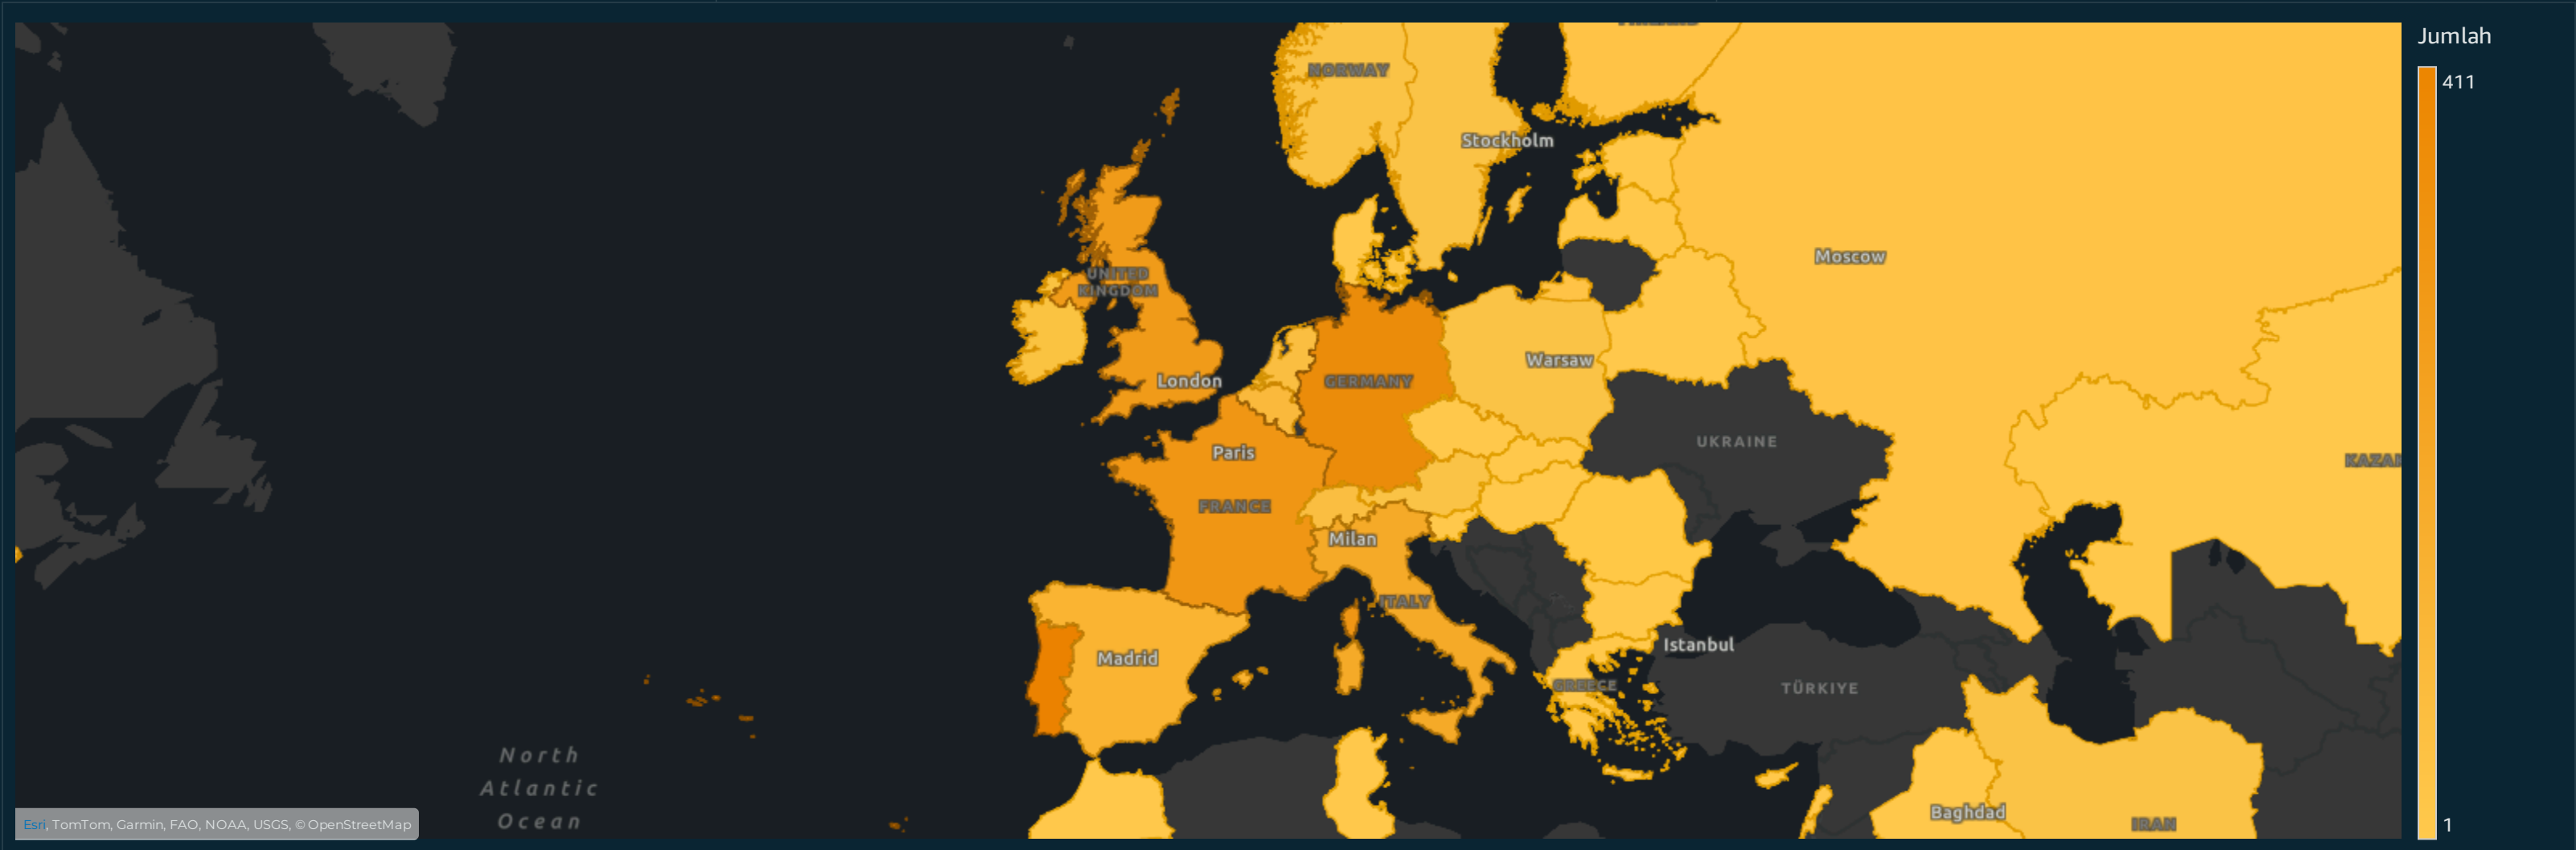 Jumlah
411
NORWAY
Stockholm
Moscow
UNITED
KINGDOM
Warsaw
London
GERMANY
UKRAINE
Paris
FRANCE
Milan
ITALY
Istanbul
Madrid
GREECE
TÜRKIYE
North
Atlantic
Ocean
Baghdad
IRAN
1
Esri, TomTom, Garmin, FAO, NOAA, USGS, © OpenStreetMap